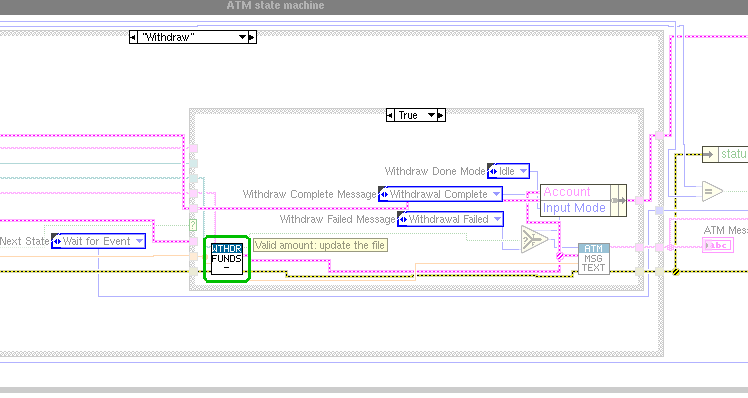 ATM state machine
"Withdraw"
True
Withdraw Done Mode Idle
Withdraw Complete Message Withdrawal Complete
Account
Input Mode
Withdraw Failed Message Withdrawal Failed
statu
?
Next State Wait for Event
Valid amount: update the file
WTHDR
FUNDS
-
ATM
MSG
TEXT
ATM Mess
abc